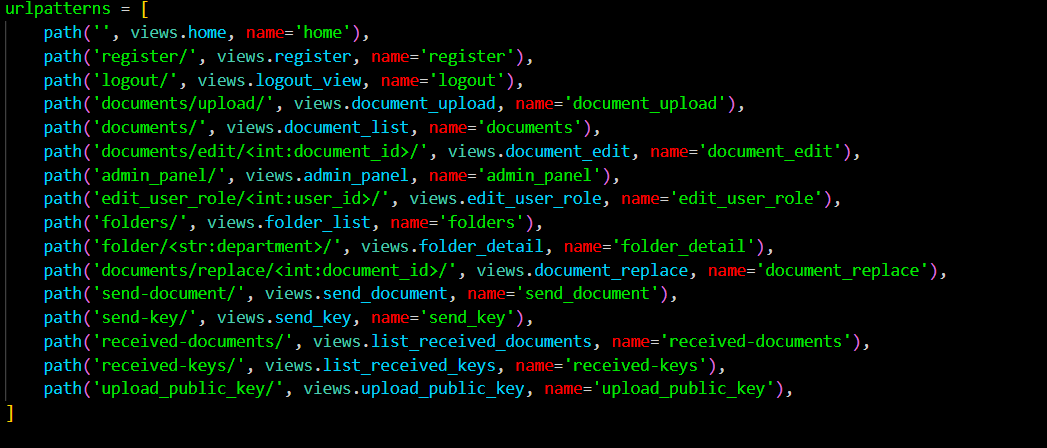 urlpatterns = [
    path('', views.home, name='home'),
    path('register/', views.register, name='register'),
    path('logout/', views.logout_view, name='logout'),
    path('documents/upload/', views.document_upload, name='document_upload'),
    path('documents/', views.document_list, name='documents'),
    path('documents/edit/<int:document_id>/', views.document_edit, name='document_edit'),
    path('admin_panel/', views.admin_panel, name='admin_panel'),
    path('edit_user_role/<int:user_id>/', views.edit_user_role, name='edit_user_role'),
    path('folders/', views.folder_list, name='folders'),
    path('folder/<str:department>/', views.folder_detail, name='folder_detail'),
    path('documents/replace/<int:document_id>/', views.document_replace, name='document_replace'),
    path('send-document/', views.send_document, name='send_document'),
    path('send-key/', views.send_key, name='send_key'),
    path('received-documents/', views.list_received_documents, name='received-documents'),
    path('received-keys/', views.list_received_keys, name='received-keys'),
    path('upload_public_key/', views.upload_public_key, name='upload_public_key'),
]